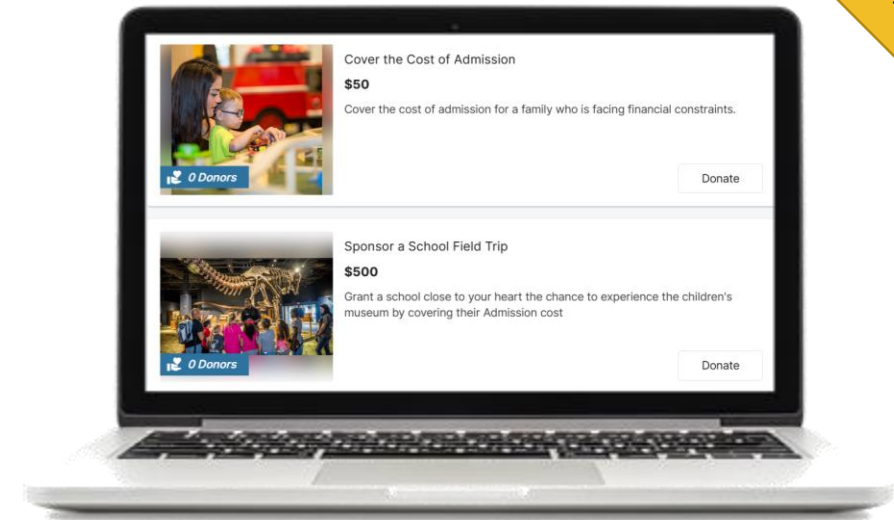 Cover the Cost of Admission
$50
Cover the cost of admission for a family who is facing financial constraints.
0 Donors
Donate
Sponsor a School Field Trip
$500
Grant a school close to your heart the chance to experience the children's
museum by covering their Admission cost
0 Donors
Donate